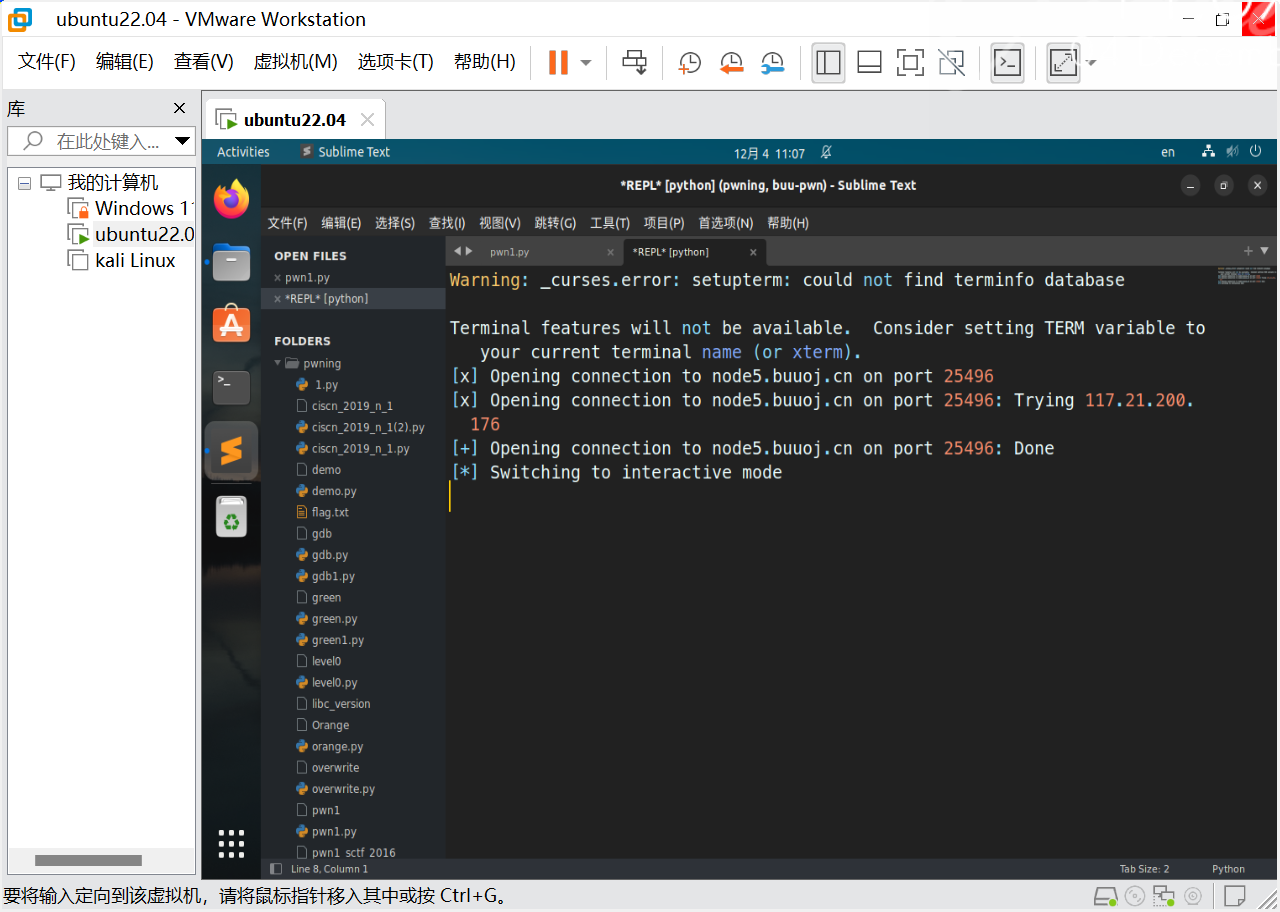 ubuntu22.04 - VMware Workstation
文件(F) 编辑(E) 查看(V) 虚拟机(M) 选项卡(T) 帮助(H)
库
在此处键入...
我的计算机
Windows 11
ubuntu22.0
kali Linux
ubuntu22.04
Activities Sublime Text 12月 4 11:07 en
*REPL* [python] (pwning, buu-pwn) - Sublime Text
文件(F) 编辑(E) 选择(S) 查找(I) 视图(V) 跳转(G) 工具(T) 项目(P) 首选项(N) 帮助(H)
OPEN FILES
pwn1.py
*REPL* [python]
FOLDERS
pwning
1.py
ciscn_2019_n_1
ciscn_2019_n_1(2).py
ciscn_2019_n_1.py
demo
demo.py
flag.txt
gdb
gdb.py
gdb1.py
green
green.py
green1.py
level0
level0.py
libc_version
Orange
orange.py
overwrite
overwrite.py
pwn1
pwn1.py
pwn1_sctf_2016
pwn1.py *REPL* [python]
Warning: _curses.error: setupterm: could not find terminfo database
Terminal features will not be available.  Consider setting TERM variable to
your current terminal name (or xterm).
[x] Opening connection to node5.buuoj.cn on port 25496
[x] Opening connection to node5.buuoj.cn on port 25496: Trying 117.21.200.
176
[+] Opening connection to node5.buuoj.cn on port 25496: Done
[*] Switching to interactive mode
Line 8, Column 1 Tab Size: 2 Python
要将输入定向到该虚拟机，请将鼠标指针移入其中或按 Ctrl+G。